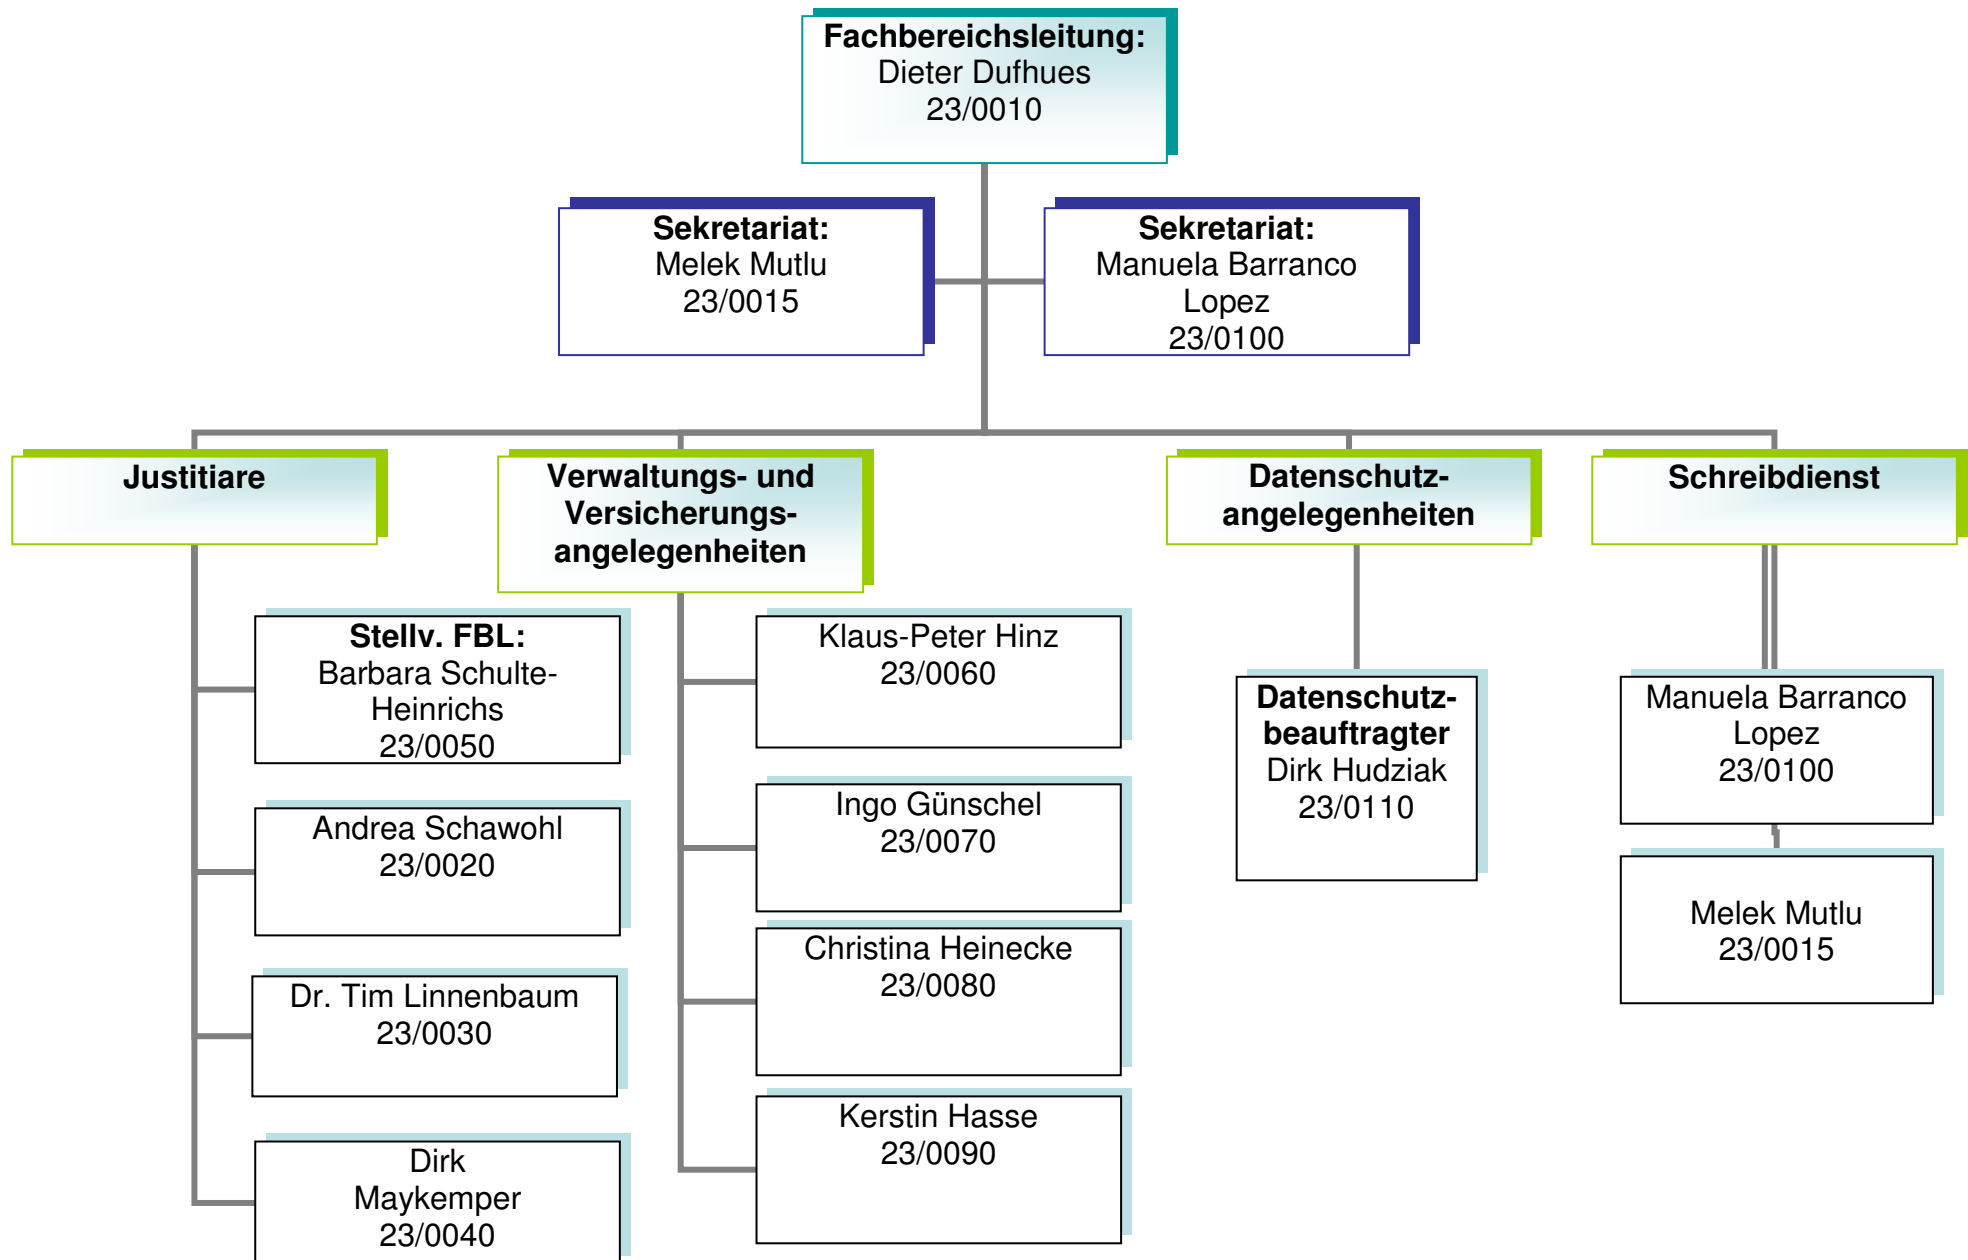 Fachbereichsleitung:
Dieter Dufhues
23/0010
Sekretariat:
Melek Mutlu
23/0015
Sekretariat:
Manuela Barranco
Lopez
23/0100
Justitiare
Stellv. FBL:
Barbara Schulte-
Heinrichs
23/0050
Andrea Schawohl
23/0020
Dr. Tim Linnenbaum
23/0030
Dirk
Maykemper
23/0040
Verwaltungs- und
Versicherungs-
angelegenheiten
Klaus-Peter Hinz
23/0060
Ingo Günschel
23/0070
Christina Heinecke
23/0080
Kerstin Hasse
23/0090
Datenschutz-
angelegenheiten
Datenschutz-
beauftragter
Dirk Hudziak
23/0110
Schreibdienst
Manuela Barranco
Lopez
23/0100
Melek Mutlu
23/0015